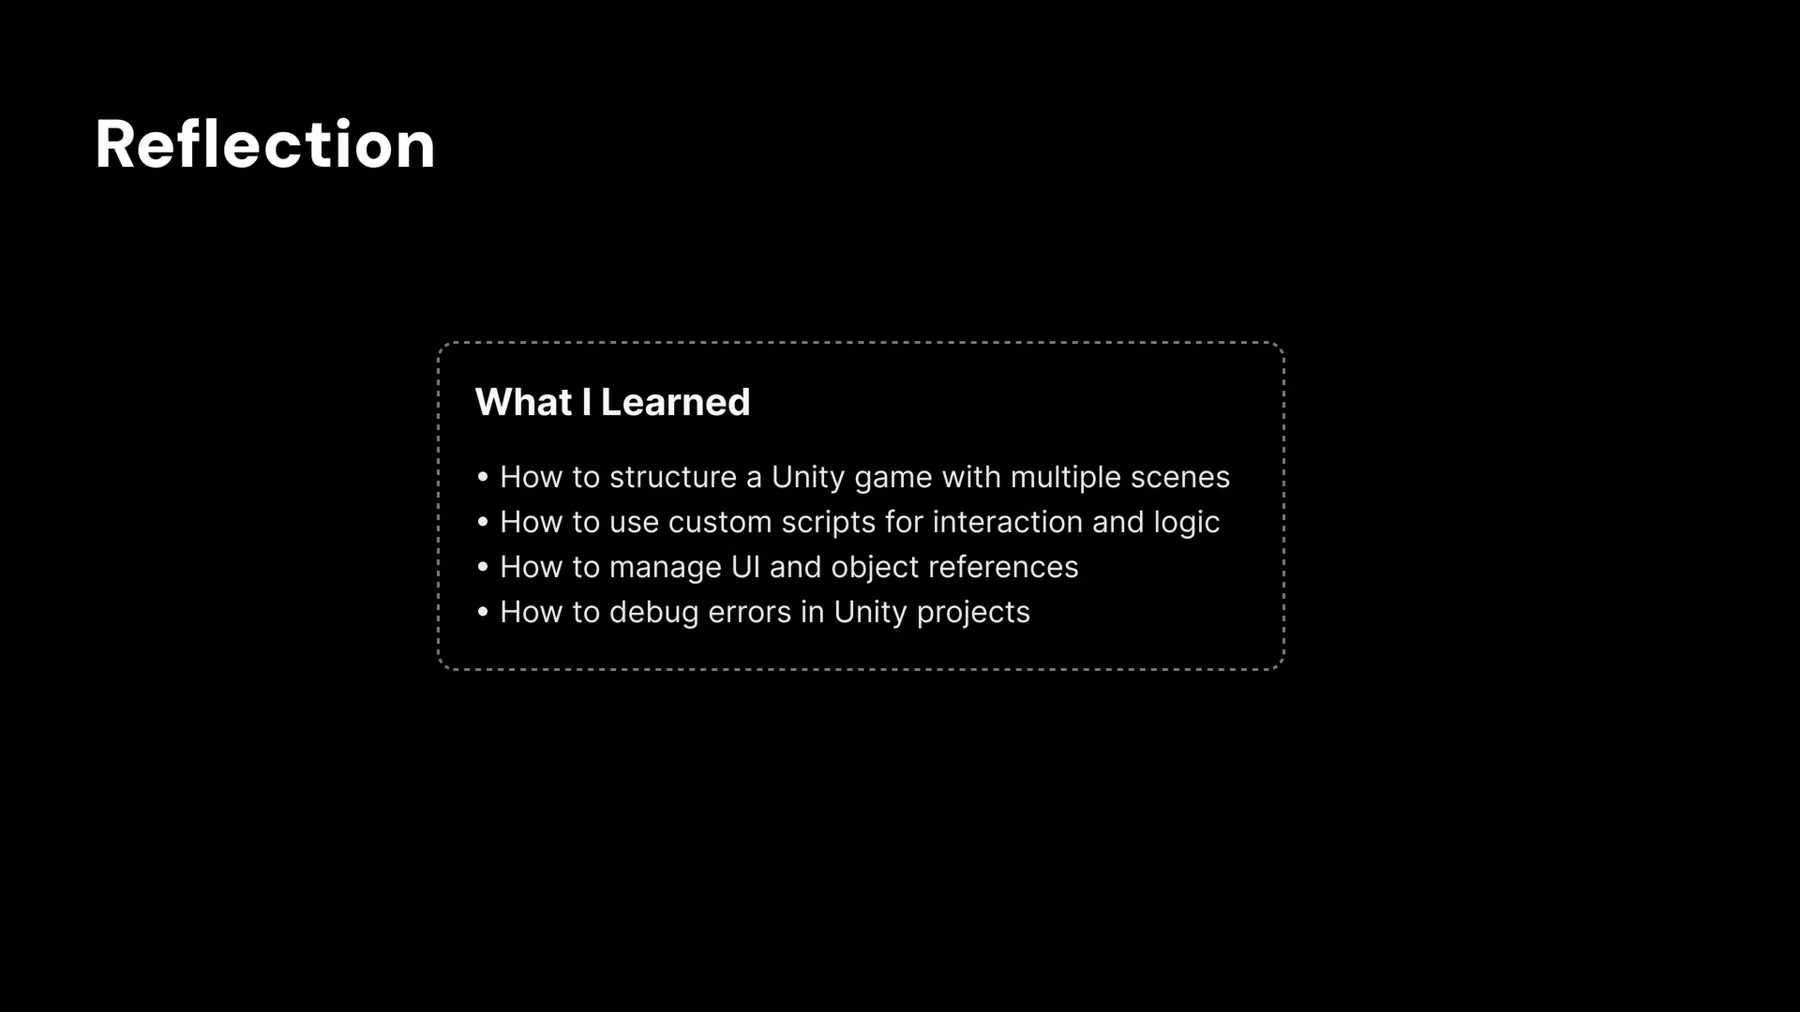 Reflection
What I Learned
• How to structure a Unity game with multiple scenes
• How to use custom scripts for interaction and logic
• How to manage UI and object references
• How to debug errors in Unity projects